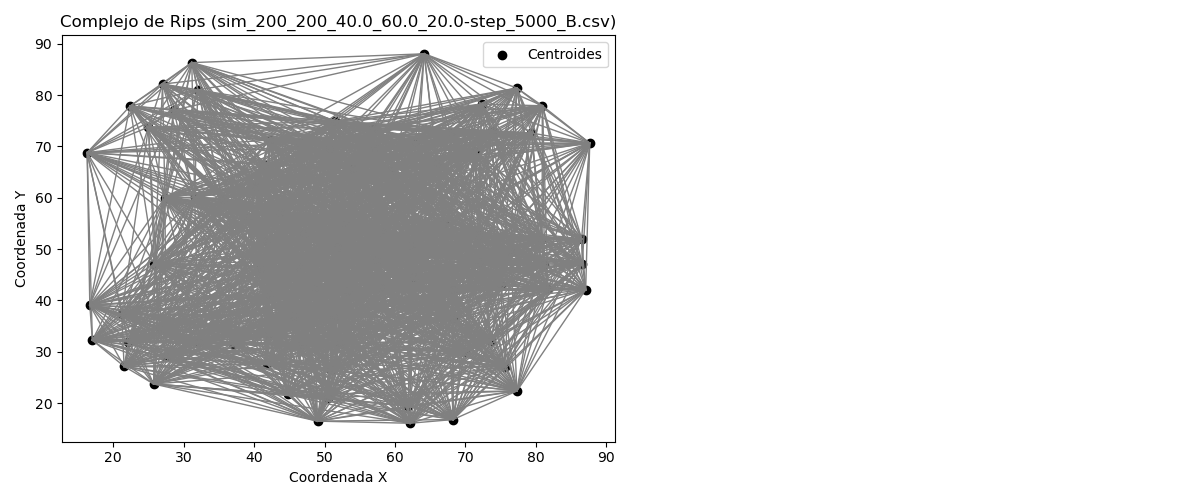 Complejo de Rips (sim_200_200_40.0_60.0_20.0-step_5000_B.csv)
Centroides
90
80
70
60
50
40
30
20
Coordenada Y
20 30 40 50 60 70 80 90
Coordenada X